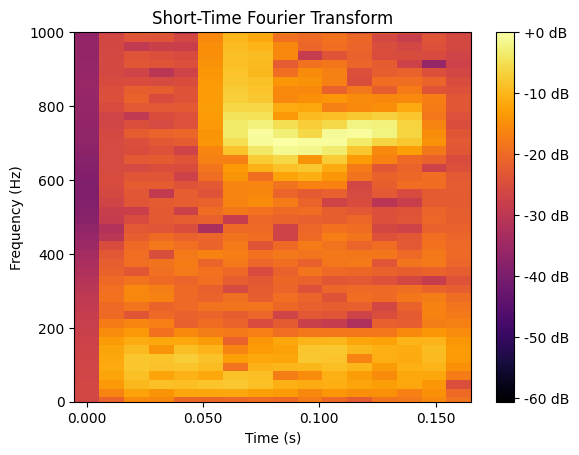 Short-Time Fourier Transform
1000
800
600
400
200
0
Frequency (Hz)
0.000
0.050
0.100
0.150
Time (s)
+0 dB
-10 dB
-20 dB
-30 dB
-40 dB
-50 dB
-60 dB